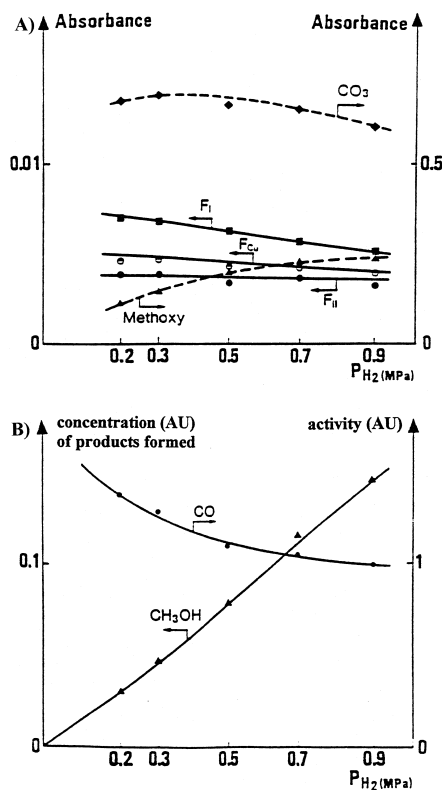 A) Absorbance Absorbance
CO3
0.01 0.5
FI
FCu
FII
Methoxy
0 0
0.2 0.3 0.5 0.7 0.9
PH2 (MPa)
B) concentration (AU) activity (AU)
of products formed
CO
0.1 1
CH3OH
0 0
0.2 0.3 0.5 0.7 0.9
PH2 (MPa)